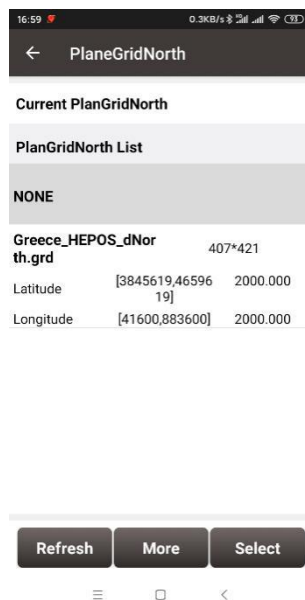 16:59 0.3KB/s 93
PlaneGridNorth
Current PlanGridNorth
PlanGridNorth List
NONE
Greece_HEPOS_dNor
th.grd 407*421
Latitude [3845619,46596
19] 2000.000
Longitude [41600,883600] 2000.000
Refresh More Select